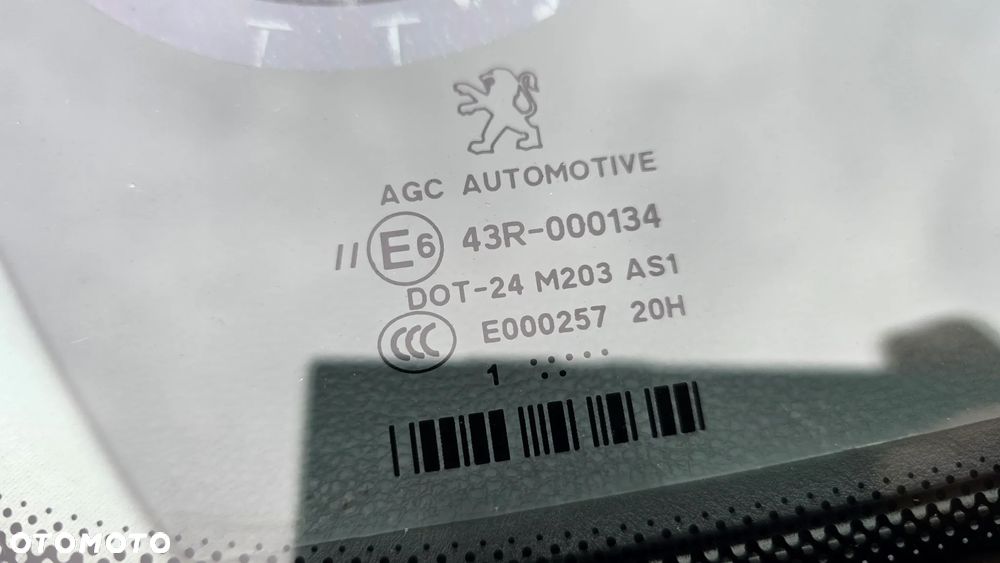 AGC AUTOMOTIVE
II E6 43R-000134
DOT-24 M203 AS1
CCC E000257 20H
1
OTOMOTO